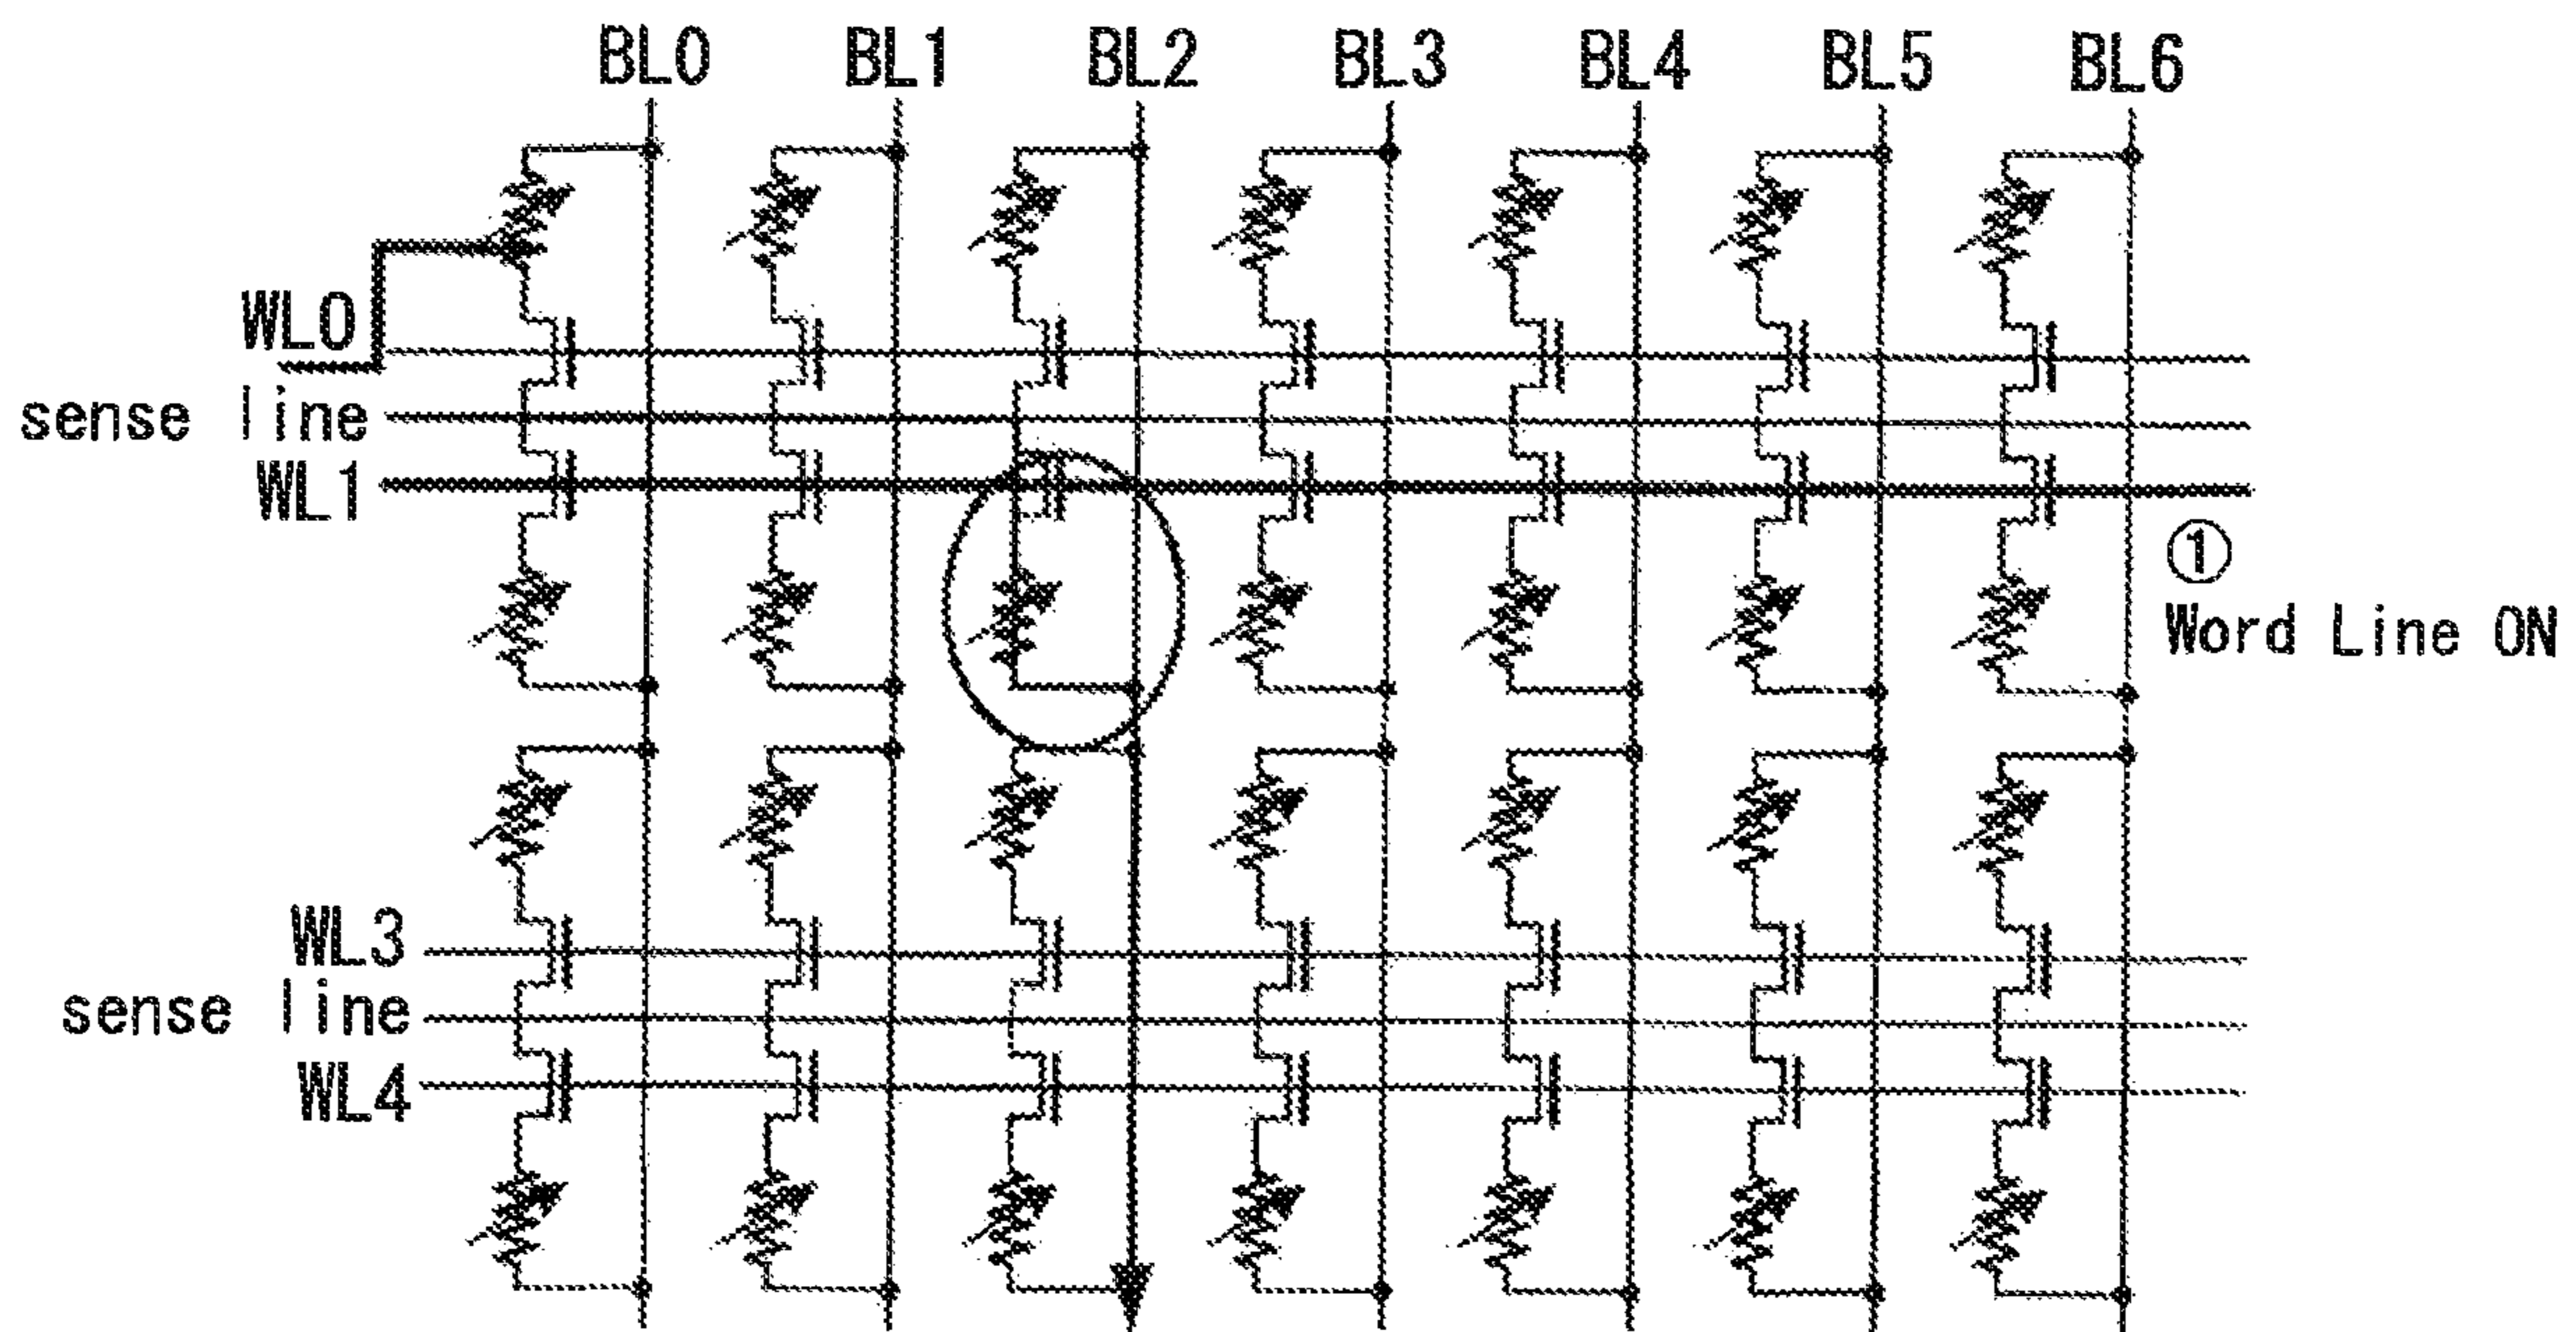 BL0 BL1 BL2 BL3 BL4 BL5 BL6
WL0
sense line
WL1
①
Word Line ON
WL3
sense line
WL4